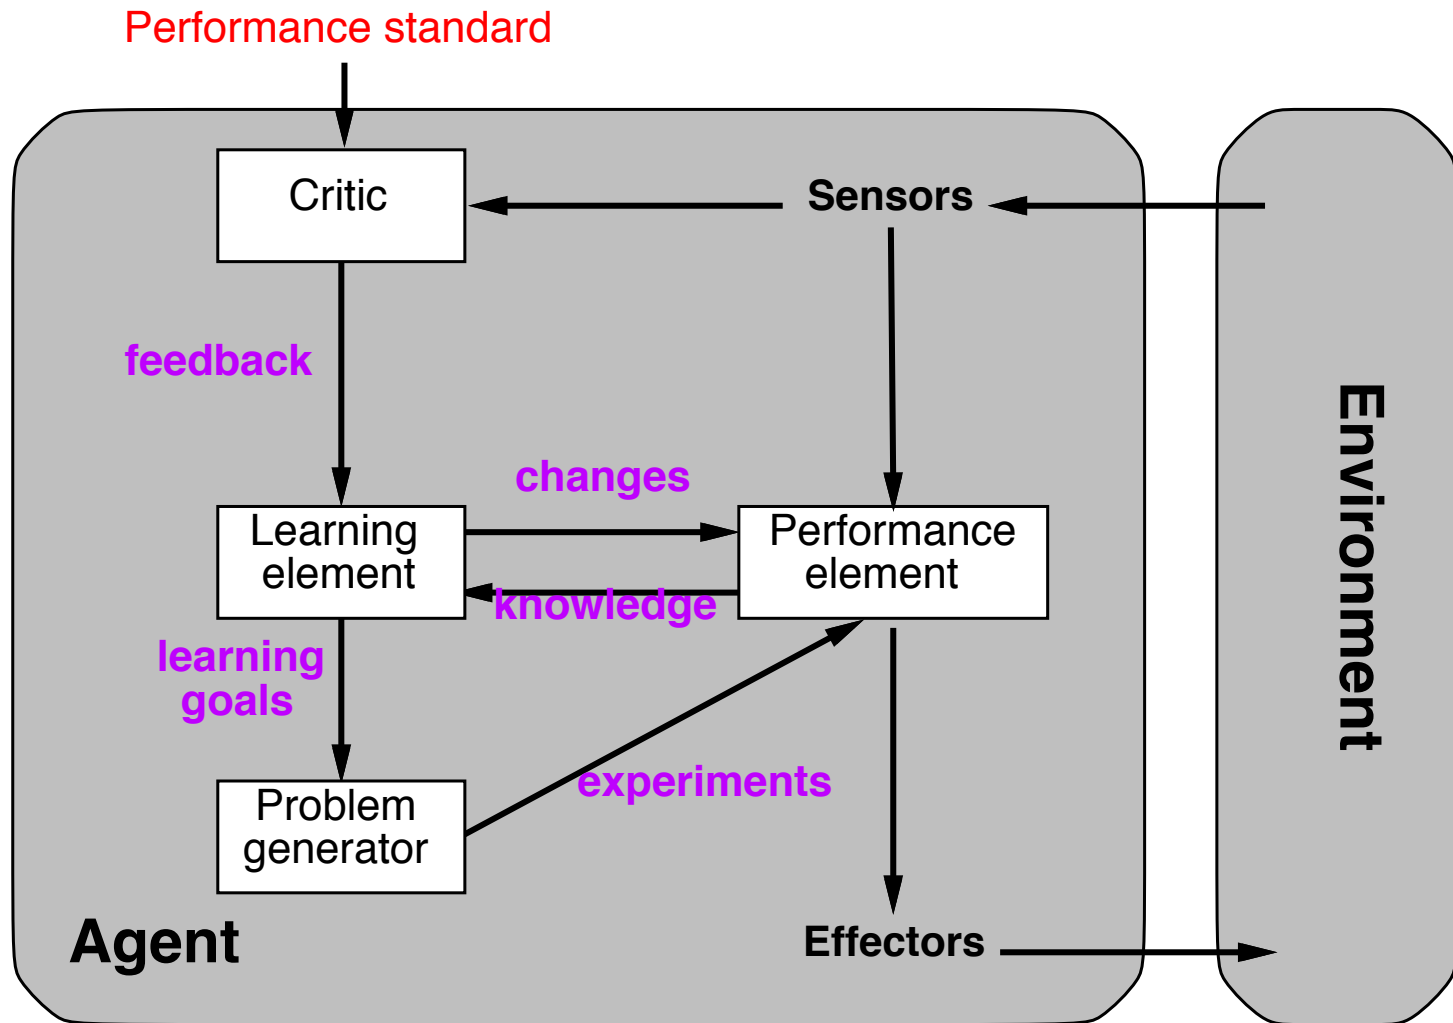 Performance standard
Critic
Sensors
feedback
changes
Learning
element
Performance
element
knowledge
learning
goals
experiments
Problem
generator
Agent
Effectors
Environment